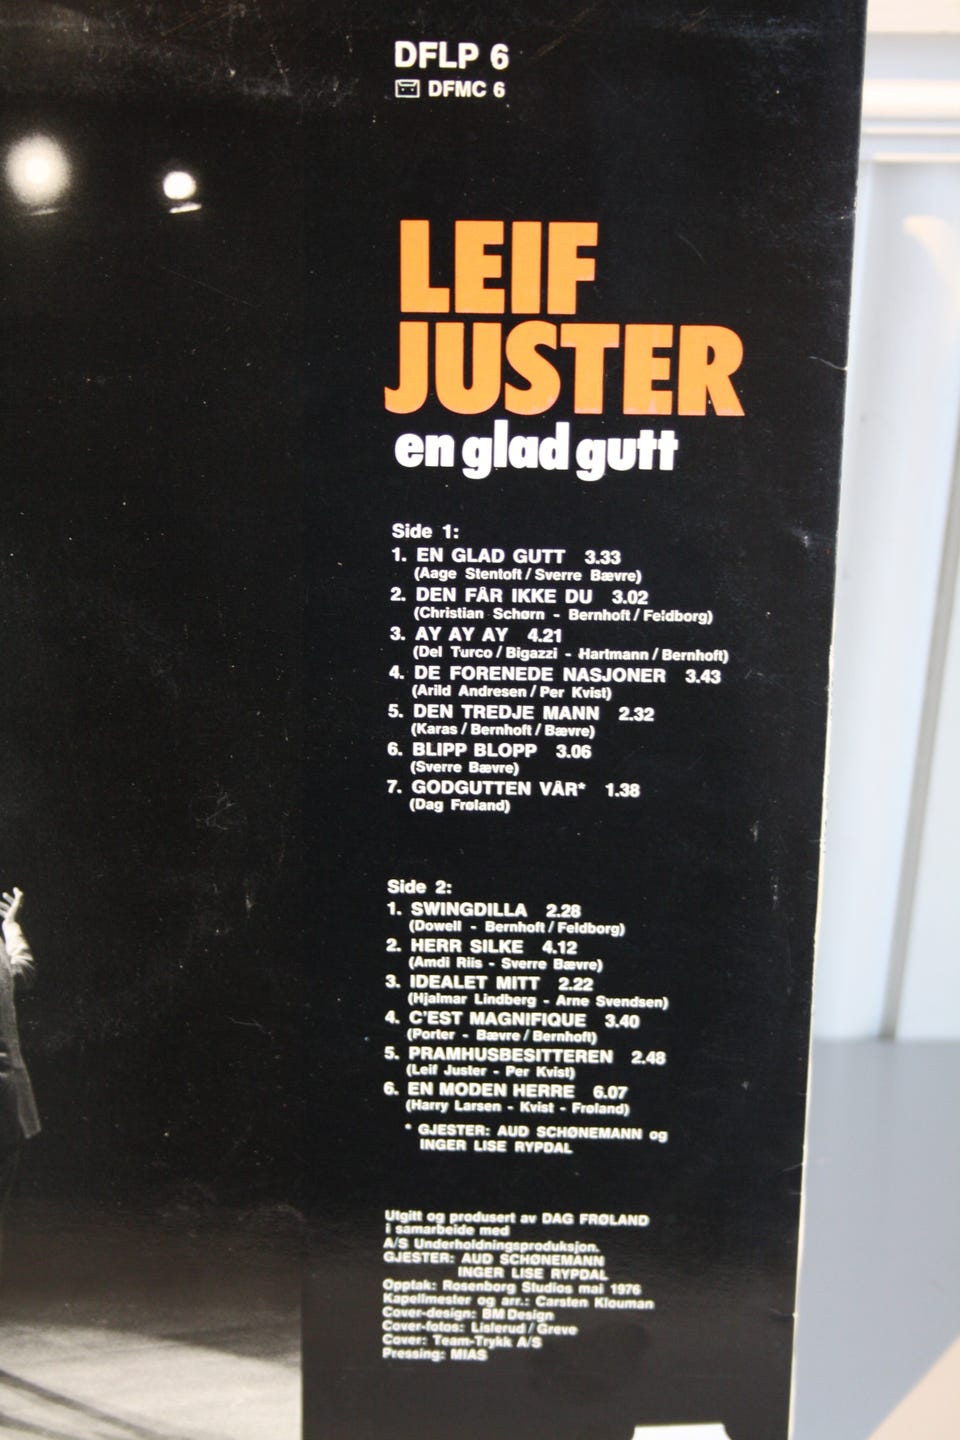 DFLP 6
DFMC 6
LEIF
JUSTER
en glad gutt
Side 1:
1. EN GLAD GUTT 3.33
(Aage Stentoft / Sverre Bævre)
2. DEN FÅR IKKE DU 3.02
(Christian Schørn - Bernhoft / Feldborg)
3. AY AY AY 4.21
(Del Turco / Bigazzi - Hartmann / Bernhoft)
4. DE FORENEDE NASJONER 3.43
(Arild Andresen / Per Kvist)
5. DEN TREDJE MANN 2.32
(Karas / Bernhoft / Bævre)
6. BLIPP BLOPP 3.06
(Sverre Bævre)
7. GODGUTTEN VÅR* 1.38
(Dag Frøland)
Side 2:
1. SWINGDILLA 2.28
(Dowell - Bernhoft / Feldborg)
2. HERR SILKE 4.12
(Amdi Riis - Sverre Bævre)
3. IDEALET MITT 2.22
(Hjalmar Lindberg - Arne Svendsen)
4. C'EST MAGNIFIQUE 3.40
(Porter - Bævre / Bernhoft)
5. PRAMHUSBESITTEREN 2.48
(Leif Juster - Per Kvist)
6. EN MODEN HERRE 6.07
(Harry Larsen - Kvist - Frøland)
* GJESTER: AUD SCHØNEMANN og
INGER LISE RYPDAL
Utgitt og produsert av DAG FRØLAND
i samarbeide med
A/S Underholdningsproduksjon.
GJESTER: AUD SCHØNEMANN
INGER LISE RYPDAL
Opptak: Rosenborg Studios mai 1976
Kapellmester og arr.: Carsten Klouman
Cover-design: BM Design
Cover-fotos: Lislerud / Greve
Cover: Team-Trykk A/S
Pressing: MIAS